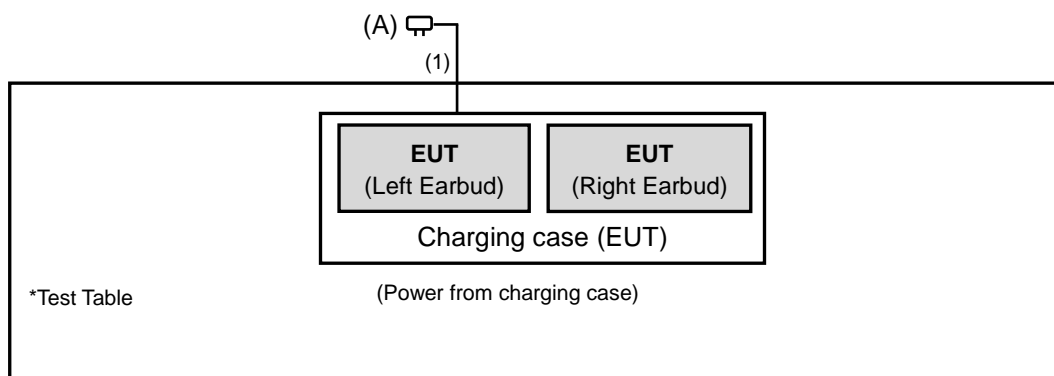 (A)
(1)
EUT
(Left Earbud)
EUT
(Right Earbud)
Charging case (EUT)
*Test Table
(Power from charging case)